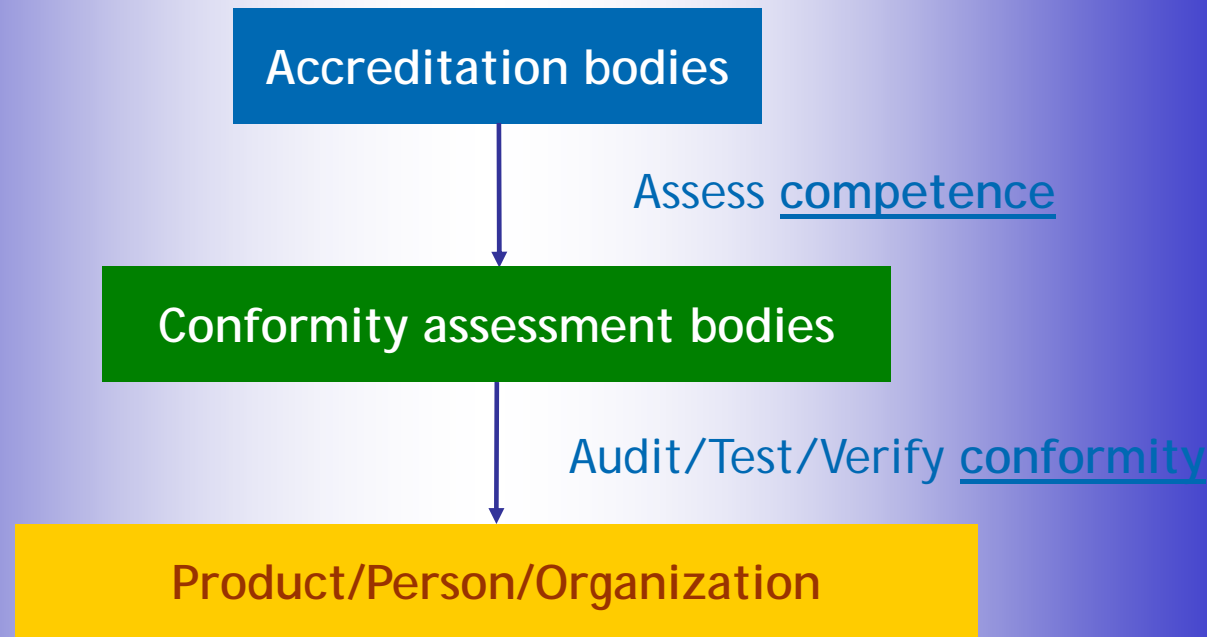 Accreditation bodies
Assess competence
Conformity assessment bodies
Audit/Test/Verify conformity
Product/Person/Organization